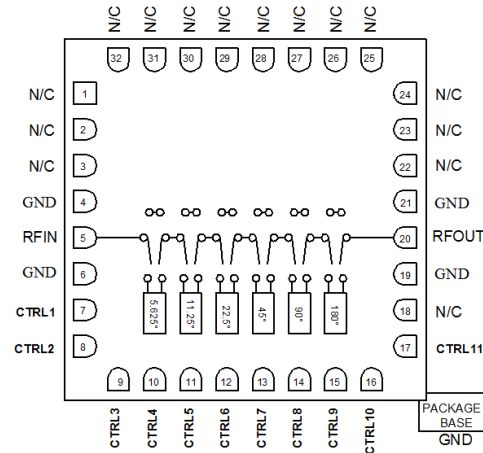 N/C N/C N/C N/C N/C N/C N/C N/C
32 31 30 29 28 27 26 25
N/C 1 24 N/C
N/C 2 23 N/C
N/C 3 22 N/C
GND 4 21 GND
RFIN 5 20 RFOUT
GND 6 19 GND
CTRL1 7 18 N/C
CTRL2 8 17 CTRL11
5.625° 11.25° 22.5° 45° 90° 180°
9 10 11 12 13 14 15 16
CTRL3 CTRL4 CTRL5 CTRL6 CTRL7 CTRL8 CTRL9 CTRL10
PACKAGE
BASE
GND